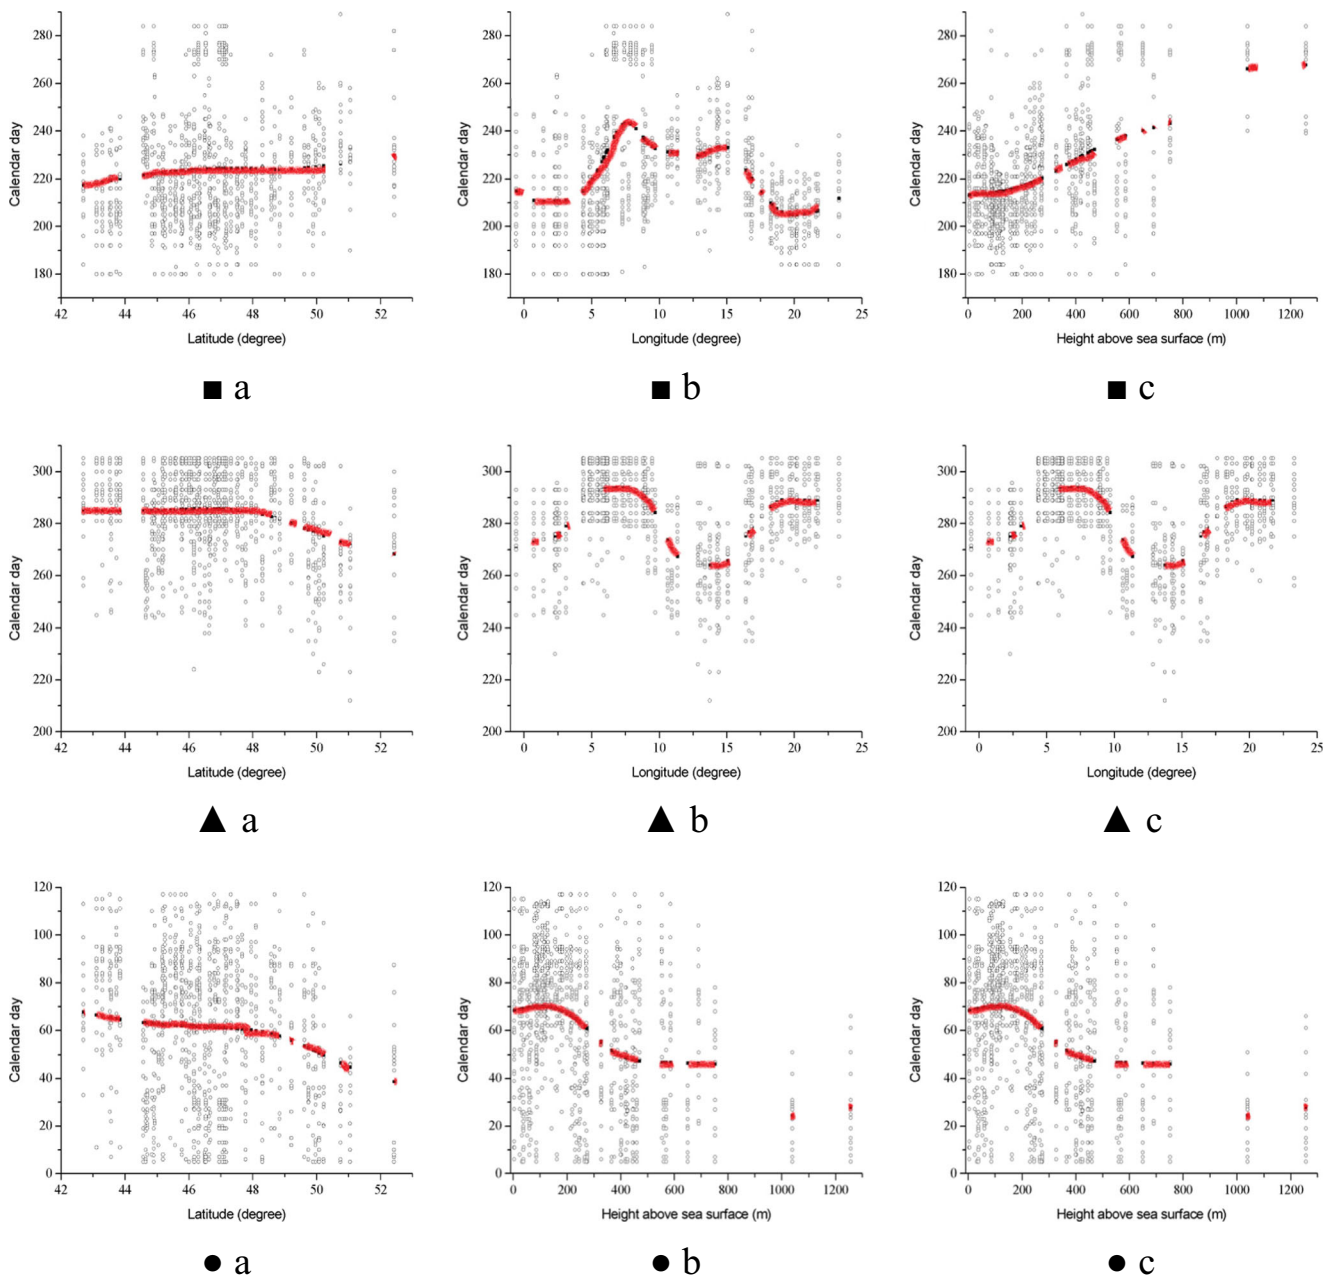 280
260
240
220
200
180
Calendar day
42 44 46 48 50 52
Latitude (degree)
■ a
280
260
240
220
200
180
Calendar day
0 5 10 15 20 25
Longitude (degree)
■ b
280
260
240
220
200
180
Calendar day
0 200 400 600 800 1000 1200
Height above sea surface (m)
■ c
300
280
260
240
220
200
Calendar day
42 44 46 48 50 52
Latitude (degree)
▲ a
300
280
260
240
220
200
Calendar day
0 5 10 15 20 25
Longitude (degree)
▲ b
300
280
260
240
220
200
Calendar day
0 5 10 15 20 25
Longitude (degree)
▲ c
120
100
80
60
40
20
0
Calendar day
42 44 46 48 50 52
Latitude (degree)
● a
120
100
80
60
40
20
0
Calendar day
0 200 400 600 800 1000 1200
Height above sea surface (m)
● b
120
100
80
60
40
20
0
Calendar day
0 200 400 600 800 1000 1200
Height above sea surface (m)
● c